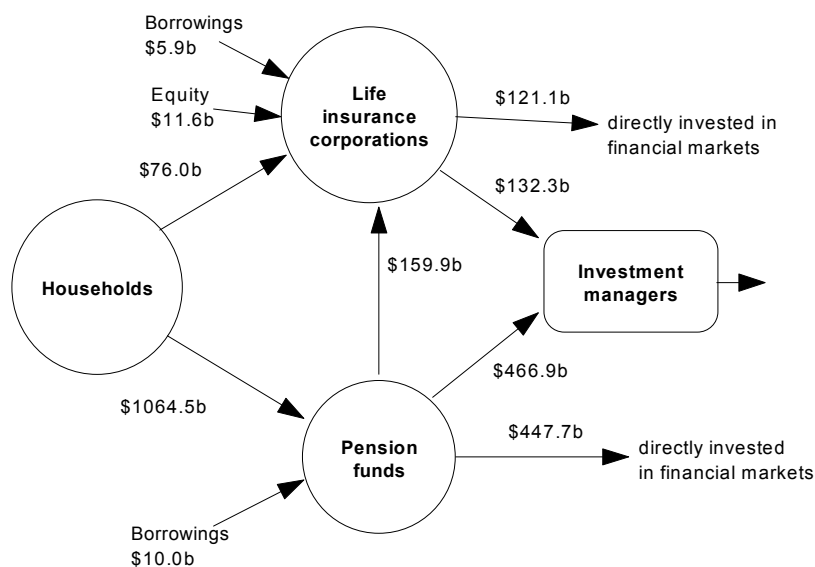 Borrowings
$5.9b
Equity
$11.6b
Life
insurance
corporations
$121.1b
directly invested in
financial markets
$76.0b
$132.3b
Households
$159.9b
Investment
managers
$1064.5b
$466.9b
Pension
funds
$447.7b
directly invested
in financial markets
Borrowings
$10.0b